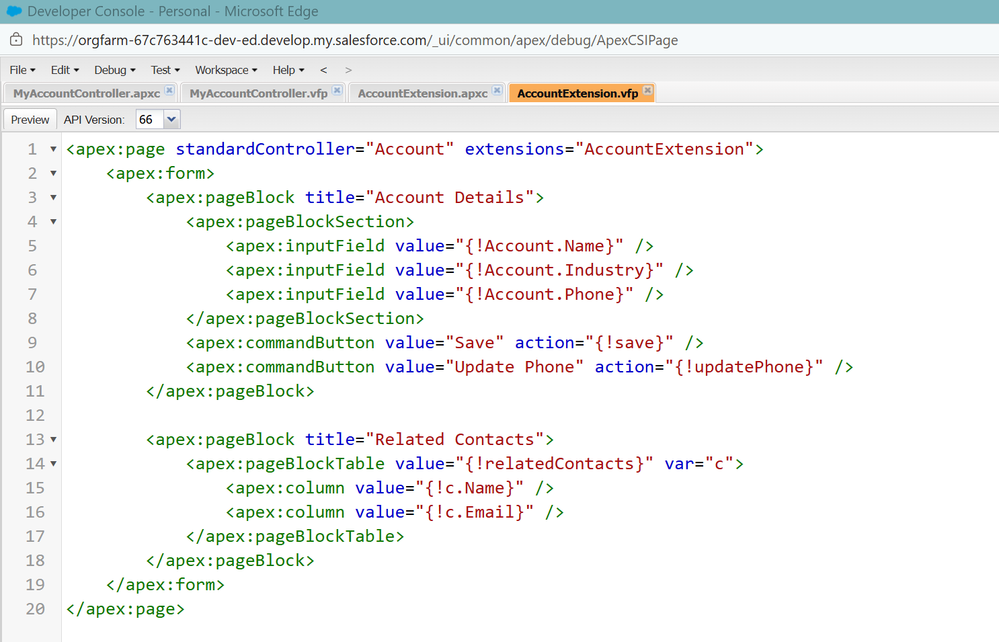 Developer Console - Personal - Microsoft Edge
https://orgfarm-67c763441c-dev-ed.develop.my.salesforce.com/_ui/common/apex/debug/ApexCSIPage
File Edit Debug Test Workspace Help < >
MyAccountController.apxc MyAccountController.vfp AccountExtension.apxc AccountExtension.vfp
Preview API Version: 66
1 <apex:page standardController="Account" extensions="AccountExtension">
2     <apex:form>
3         <apex:pageBlock title="Account Details">
4             <apex:pageBlockSection>
5                 <apex:inputField value="{!Account.Name}" />
6                 <apex:inputField value="{!Account.Industry}" />
7                 <apex:inputField value="{!Account.Phone}" />
8             </apex:pageBlockSection>
9             <apex:commandButton value="Save" action="{!save}" />
10             <apex:commandButton value="Update Phone" action="{!updatePhone}" />
11         </apex:pageBlock>
12
13         <apex:pageBlock title="Related Contacts">
14             <apex:pageBlockTable value="{!relatedContacts}" var="c">
15                 <apex:column value="{!c.Name}" />
16                 <apex:column value="{!c.Email}" />
17             </apex:pageBlockTable>
18         </apex:pageBlock>
19     </apex:form>
20 </apex:page>